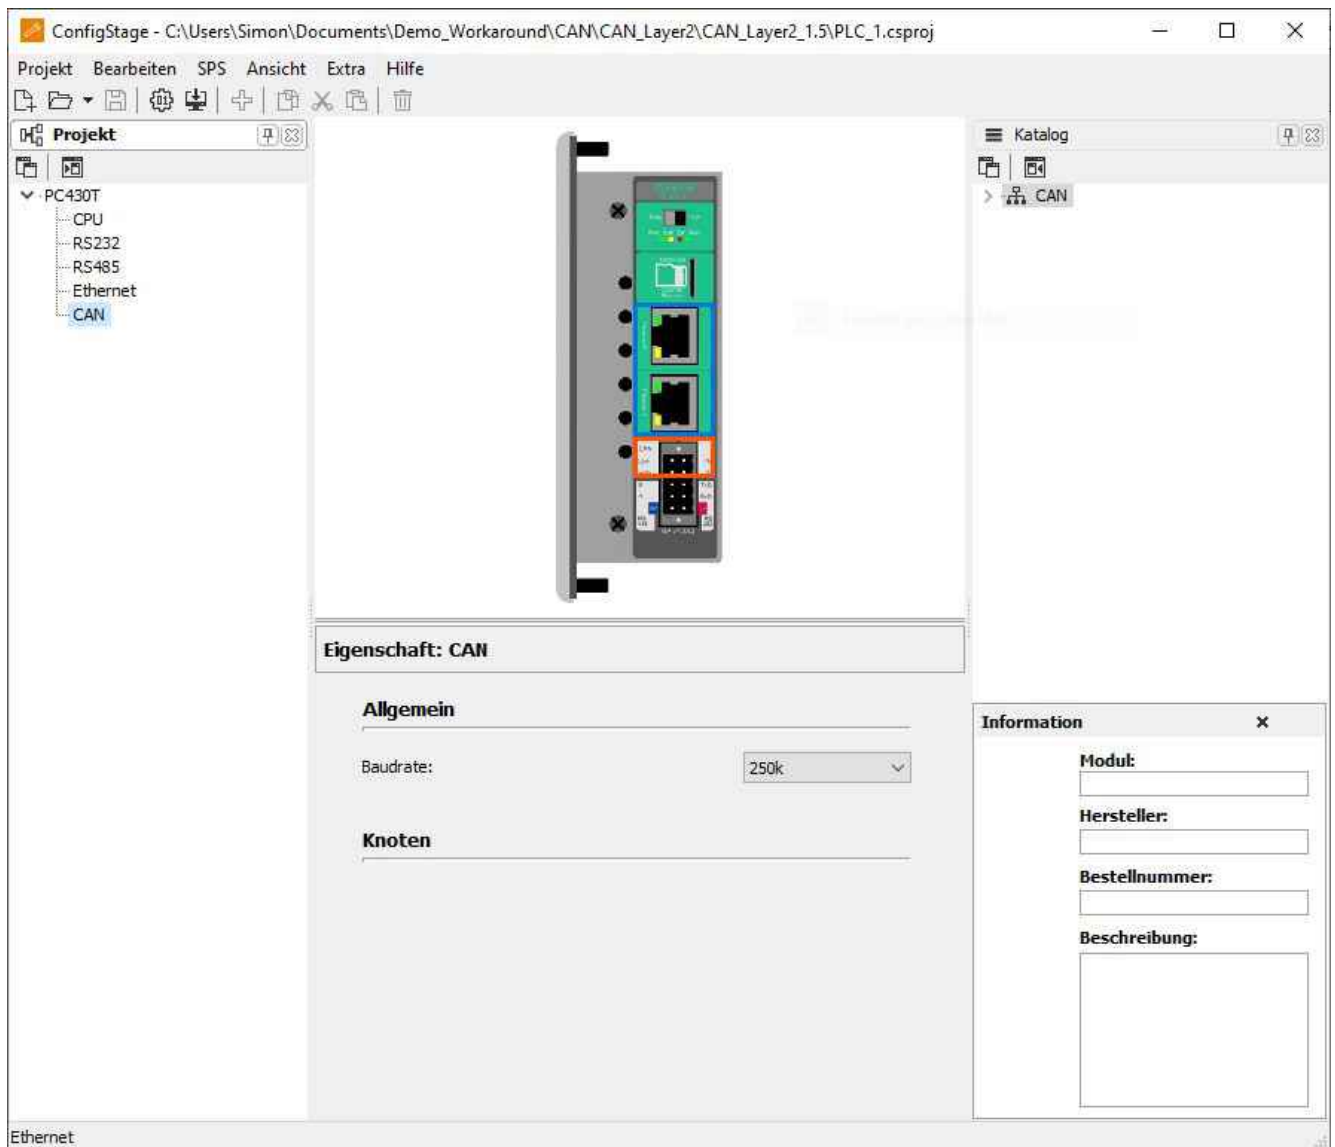 ConfigStage - C:\Users\Simon\Documents\Demo_Workaround\CAN\CAN_Layer2\CAN_Layer2_1.5\PLC_1.csproj
Projekt Bearbeiten SPS Ansicht Extra Hilfe
Projekt
PC430T
CPU
RS232
RS485
Ethernet
CAN
Eigenschaft: CAN
Allgemein
Baudrate: 250k
Knoten
Katalog
CAN
Information
Modul:
Hersteller:
Bestellnummer:
Beschreibung:
Ethernet